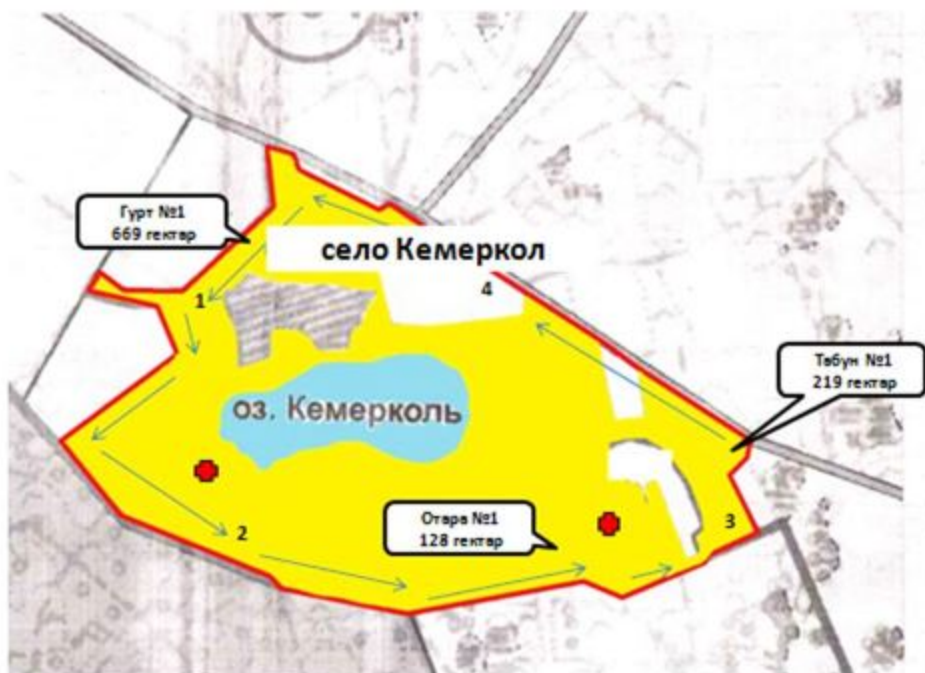 Гурт №1
669 гектар
село Кемеркол
4
1
Табун №1
219 гектар
оз. Кемерколь
Отара №1
128 гектар
2
3